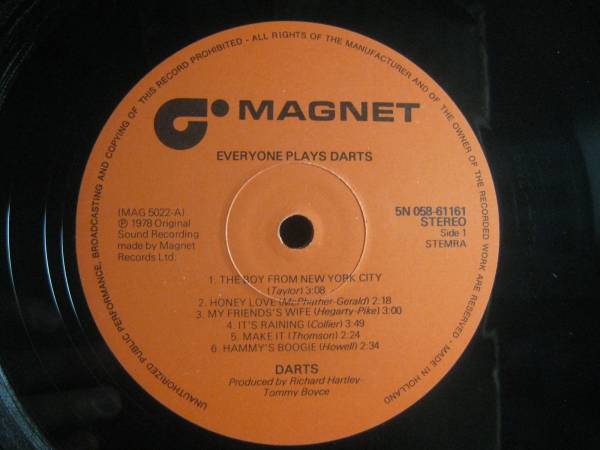 UNAUTHORIZED PUBLIC PERFORMANCE, BROADCASTING AND COPYING OF THIS RECORD PROHIBITED - ALL RIGHTS OF THE MANUFACTURER AND OF THE OWNER OF THE RECORDED WORK ARE RESERVED - MADE IN HOLLAND
MAGNET
EVERYONE PLAYS DARTS
(MAG 5022-A)
℗ 1978 Original
Sound Recording
made by Magnet
Records Ltd.
5N 058-61161
STEREO
Side 1
STEMRA
1. THE BOY FROM NEW YORK CITY
(Taylor) 3:08
2. HONEY LOVE (McPhather-Gerald) 2:18
3. MY FRIENDS'S WIFE (Hegarty-Pike) 3:00
4. IT'S RAINING (Collier) 3:49
5. MAKE IT (Thomson) 2:24
6. HAMMY'S BOOGIE (Howell) 2:34
DARTS
Produced by Richard Hartley-
Tommy Boyce